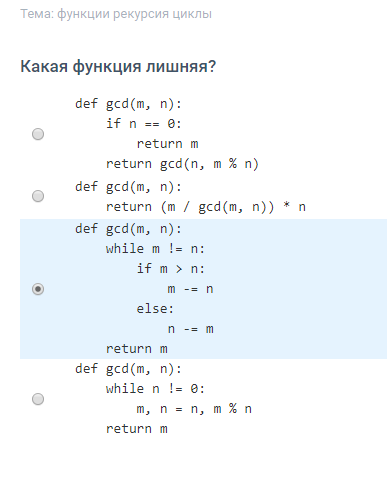 Тема: функции рекурсия циклы
Какая функция лишняя?
def gcd(m, n):
    if n == 0:
        return m
    return gcd(n, m % n)
def gcd(m, n):
    return (m / gcd(m, n)) * n
def gcd(m, n):
    while m != n:
        if m > n:
            m -= n
        else:
            n -= m
    return m
def gcd(m, n):
    while n != 0:
        m, n = n, m % n
    return m